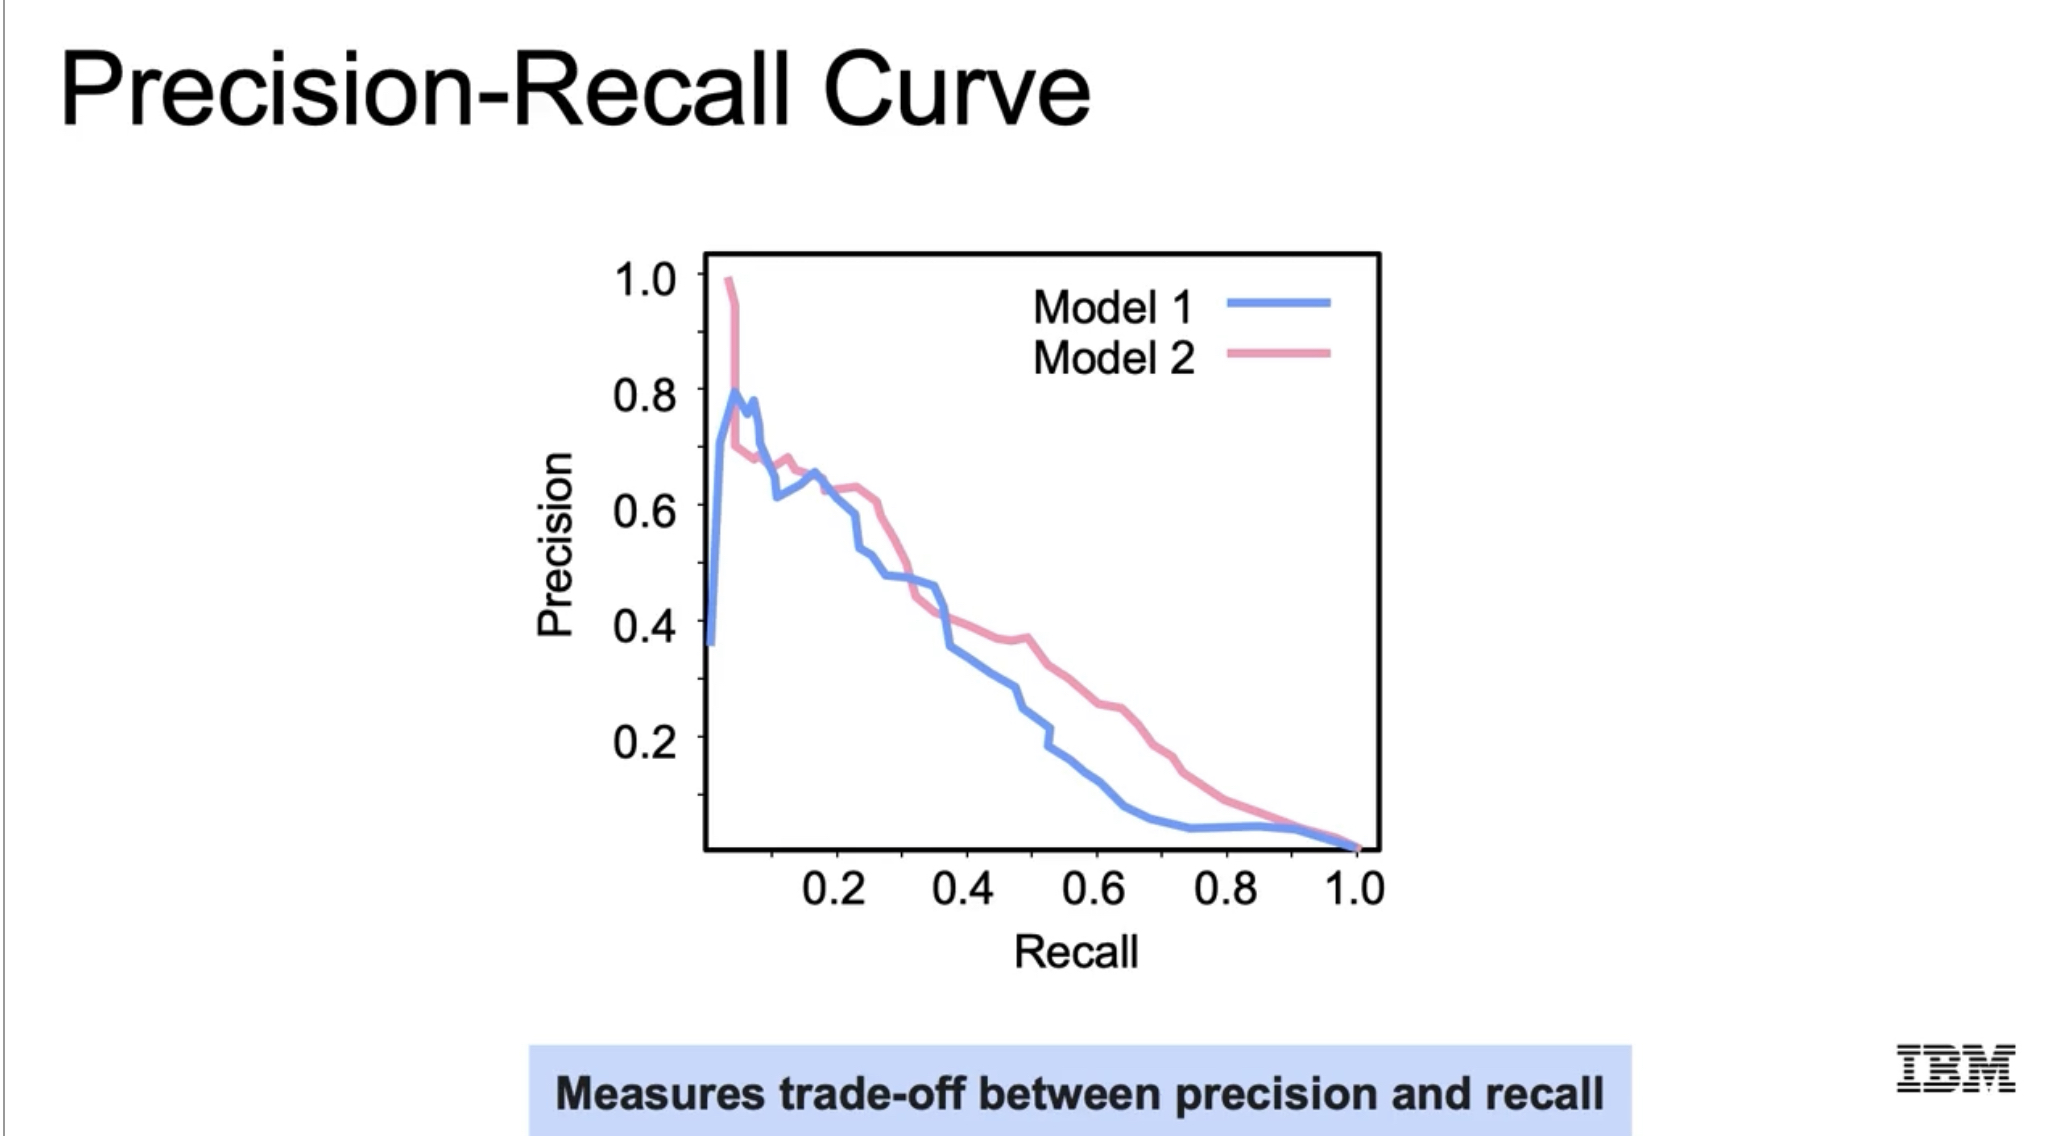 Precision-Recall Curve
1.0
0.8
0.6
0.4
0.2
Precision
Model 1
Model 2
0.2 0.4 0.6 0.8 1.0
Recall
Measures trade-off between precision and recall
IBM